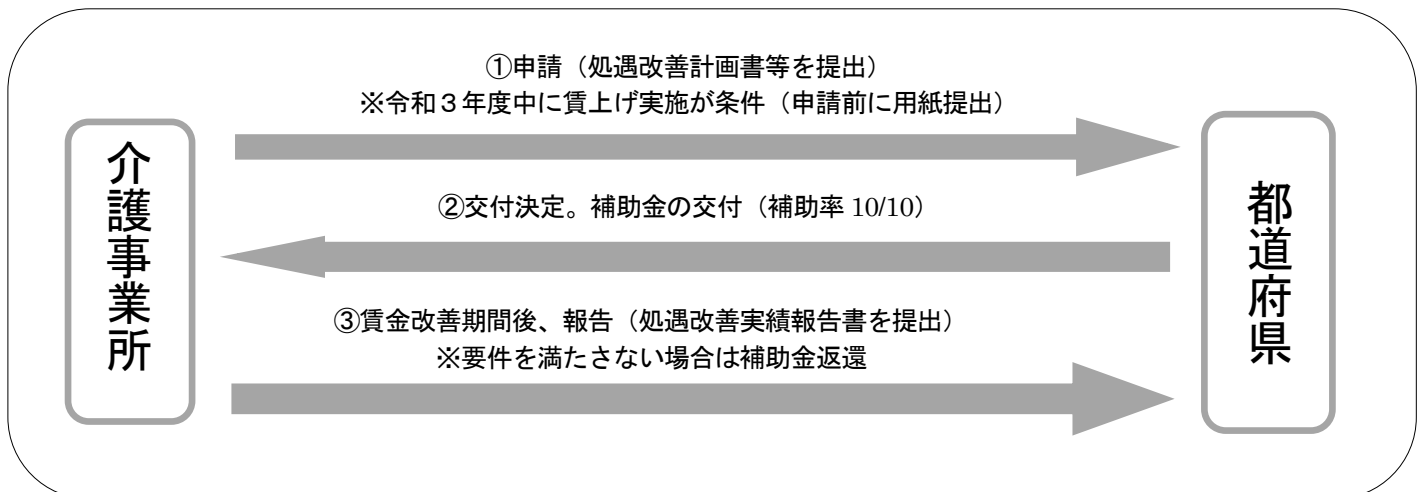 ①申請（処遇改善計画書等を提出）
※令和３年度中に賃上げ実施が条件（申請前に用紙提出）
介護事業所
②交付決定。補助金の交付（補助率 10/10）
都道府県
③賃金改善期間後、報告（処遇改善実績報告書を提出）
※要件を満たさない場合は補助金返還